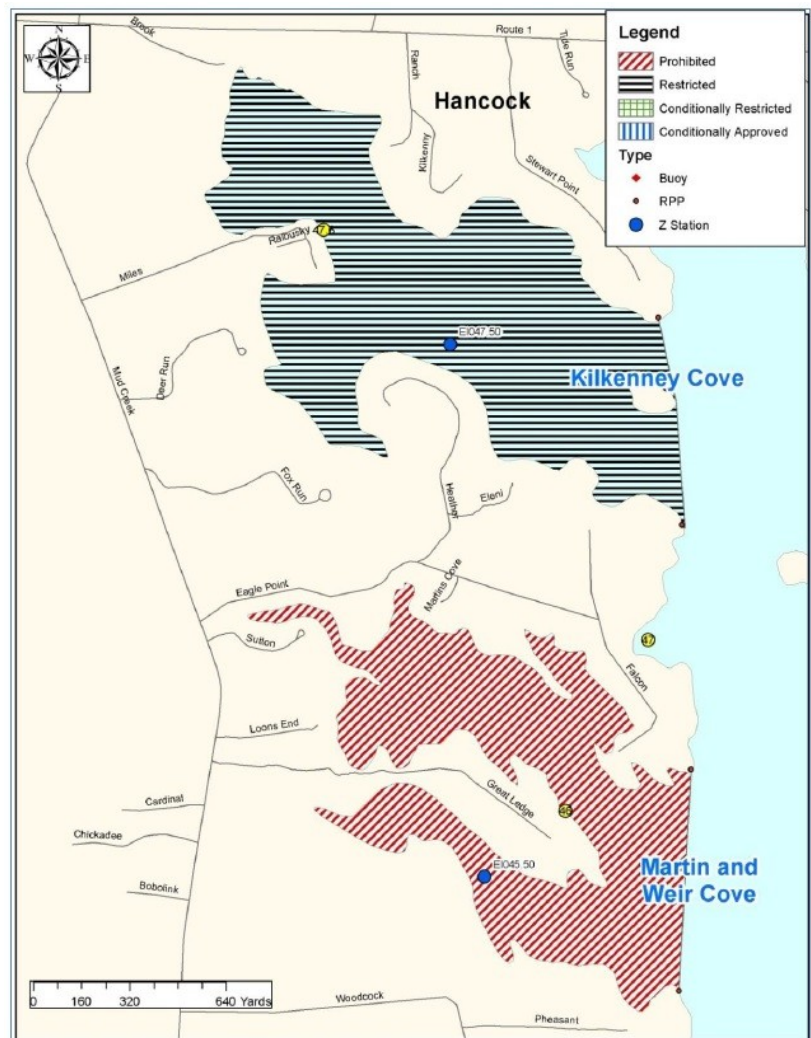 N
W
E
S
Brook
Route 1
Tide Run
Ranch
Hancock
Kilkenny
Stewart Point
Legend
Prohibited
Restricted
Conditionally Restricted
Conditionally Approved
Type
Buoy
RPP
Z Station
Miles
EI047.50
Kilkenney Cove
Deer Run
Mud Creek
Fox Run
Heather
Eleni
Eagle Point
Martins Cove
Sutton
47
Falcon
Loons End
Great Ledge
46
Cardinal
Chickadee
Bobolink
EI045.50
Martin and
Weir Cove
0 160 320 640 Yards
Woodcock
Pheasant